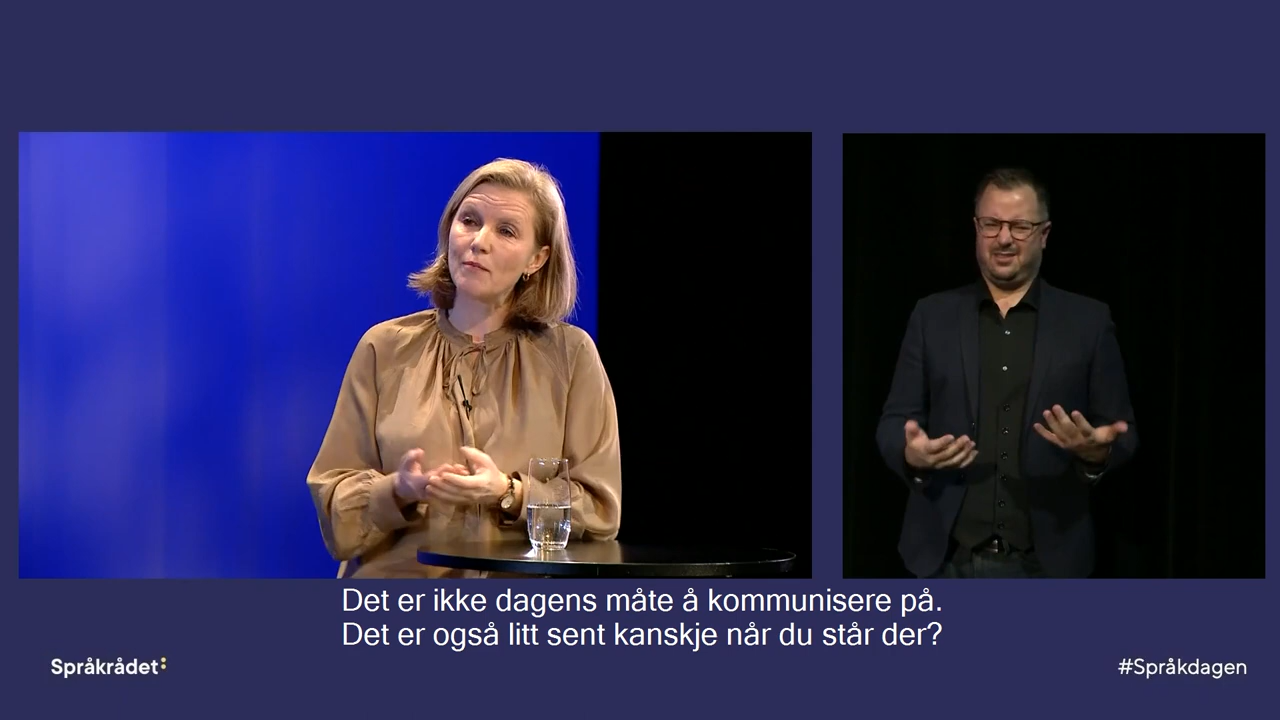 Det er ikke dagens måte å kommunisere på.
Det er også litt sent kanskje når du står der?
Språkrådet:
#Språkdagen